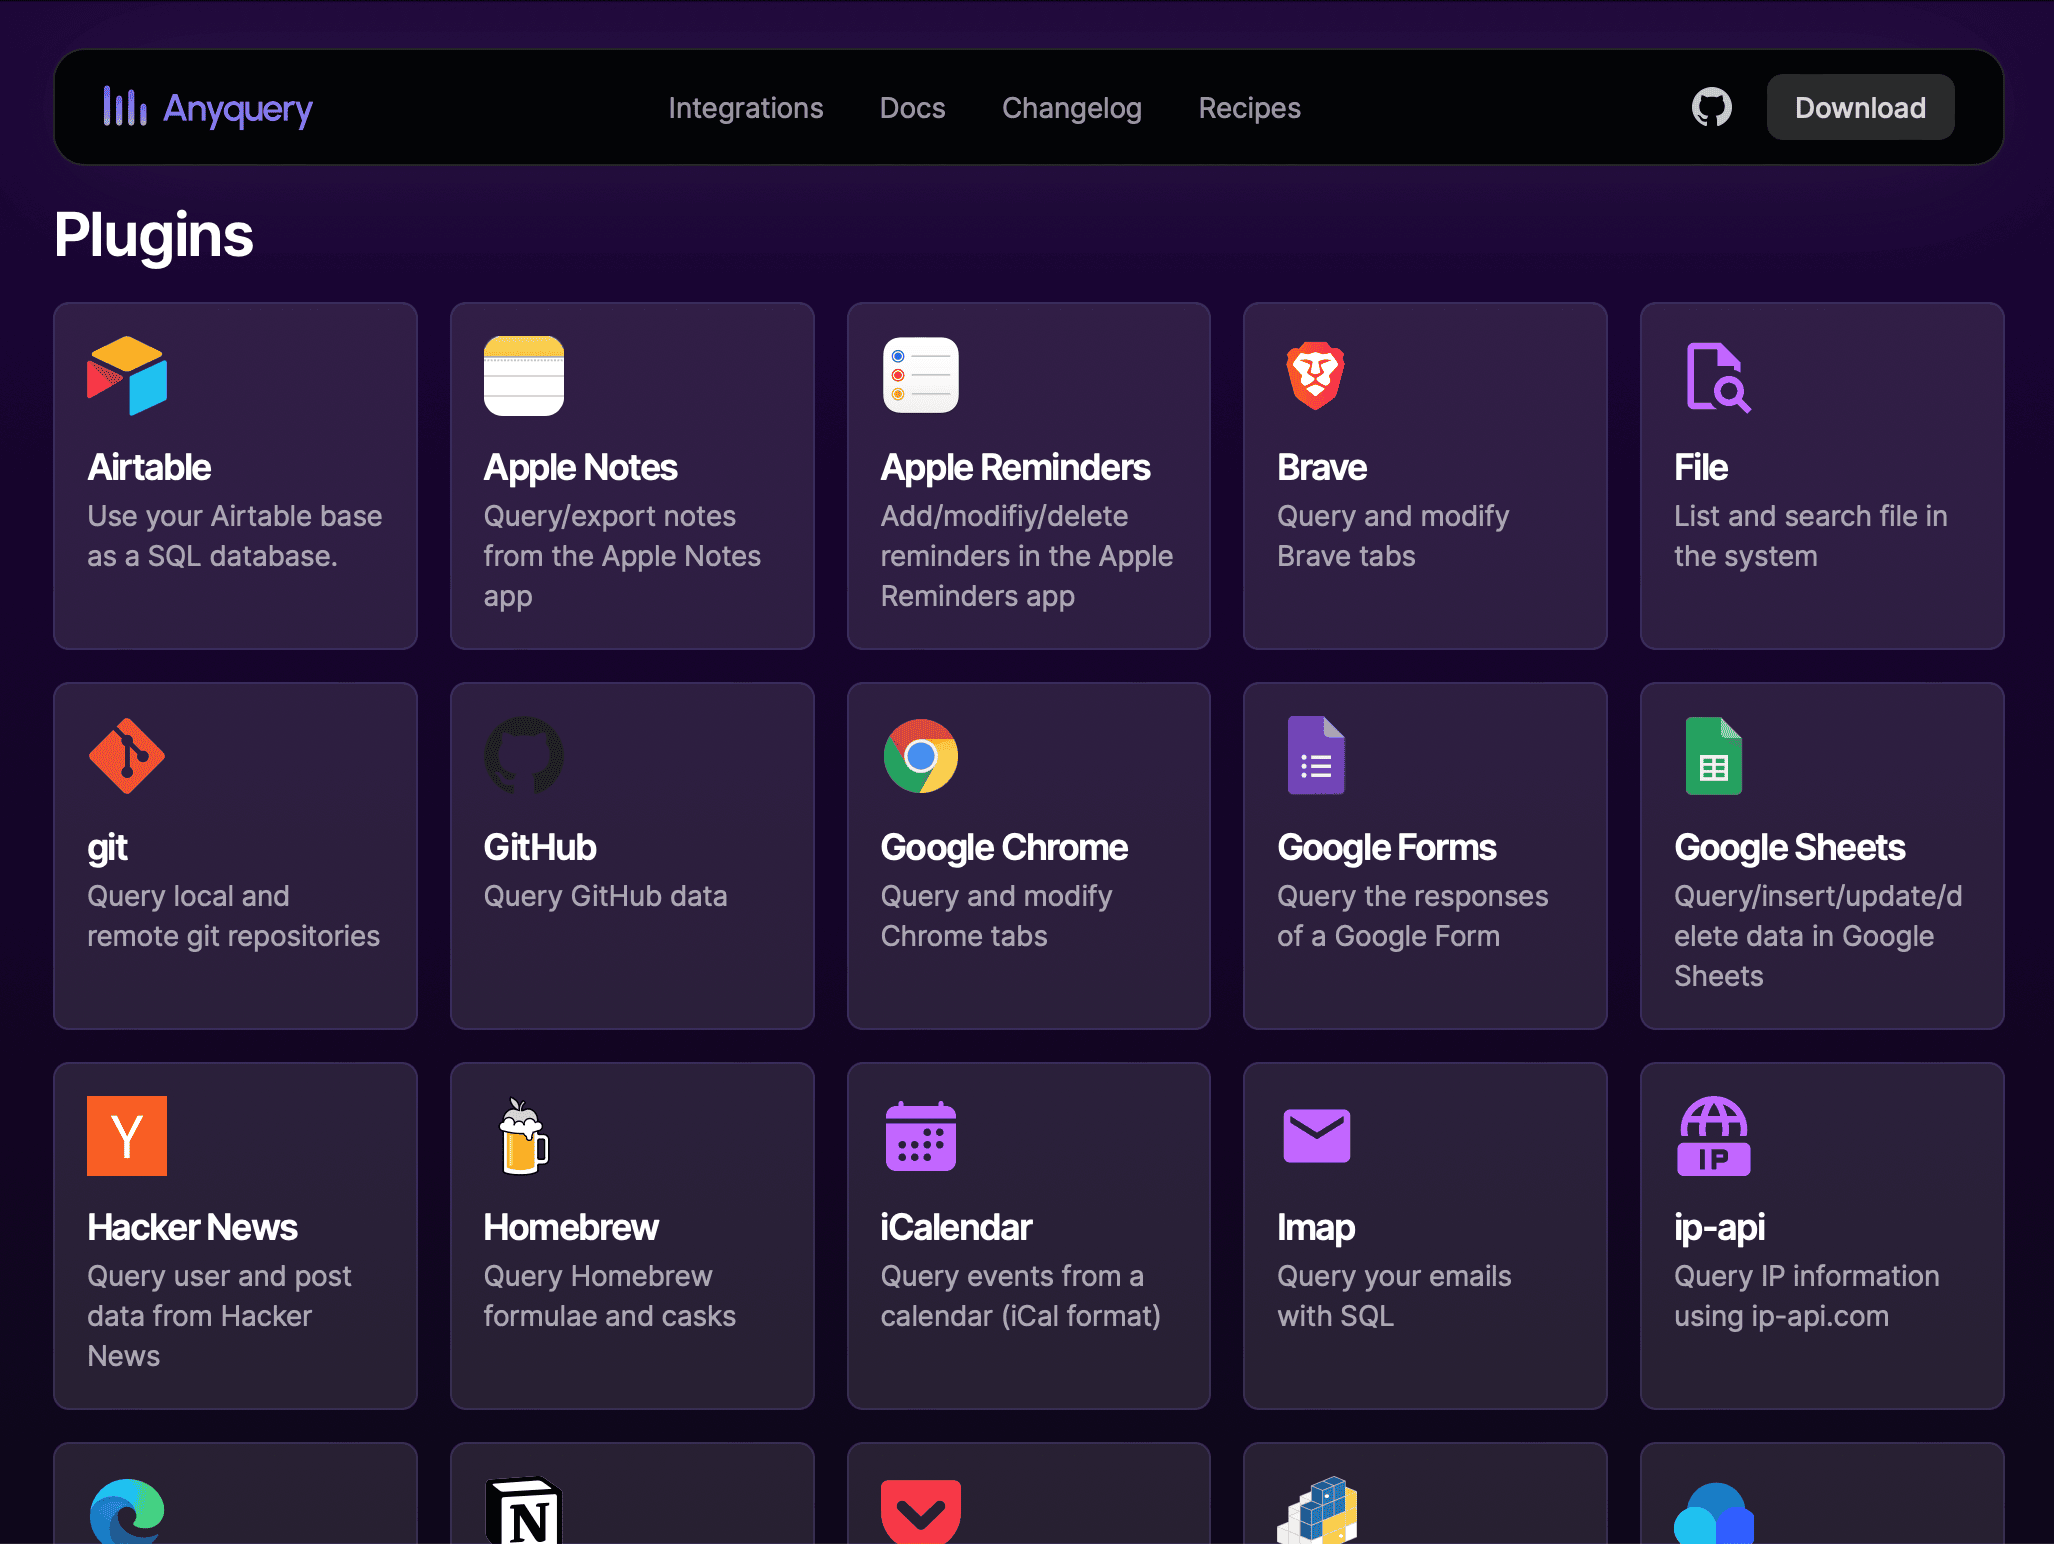 Anyquery
Integrations
Docs
Changelog
Recipes
Download
Plugins
Airtable
Use your Airtable base
as a SQL database.
Apple Notes
Query/export notes
from the Apple Notes
app
Apple Reminders
Add/modifiy/delete
reminders in the Apple
Reminders app
Brave
Query and modify
Brave tabs
File
List and search file in
the system
git
Query local and
remote git repositories
GitHub
Query GitHub data
Google Chrome
Query and modify
Chrome tabs
Google Forms
Query the responses
of a Google Form
Google Sheets
Query/insert/update/d
elete data in Google
Sheets
Y
Hacker News
Query user and post
data from Hacker
News
Homebrew
Query Homebrew
formulae and casks
iCalendar
Query events from a
calendar (iCal format)
Imap
Query your emails
with SQL
IP
ip-api
Query IP information
using ip-api.com
N